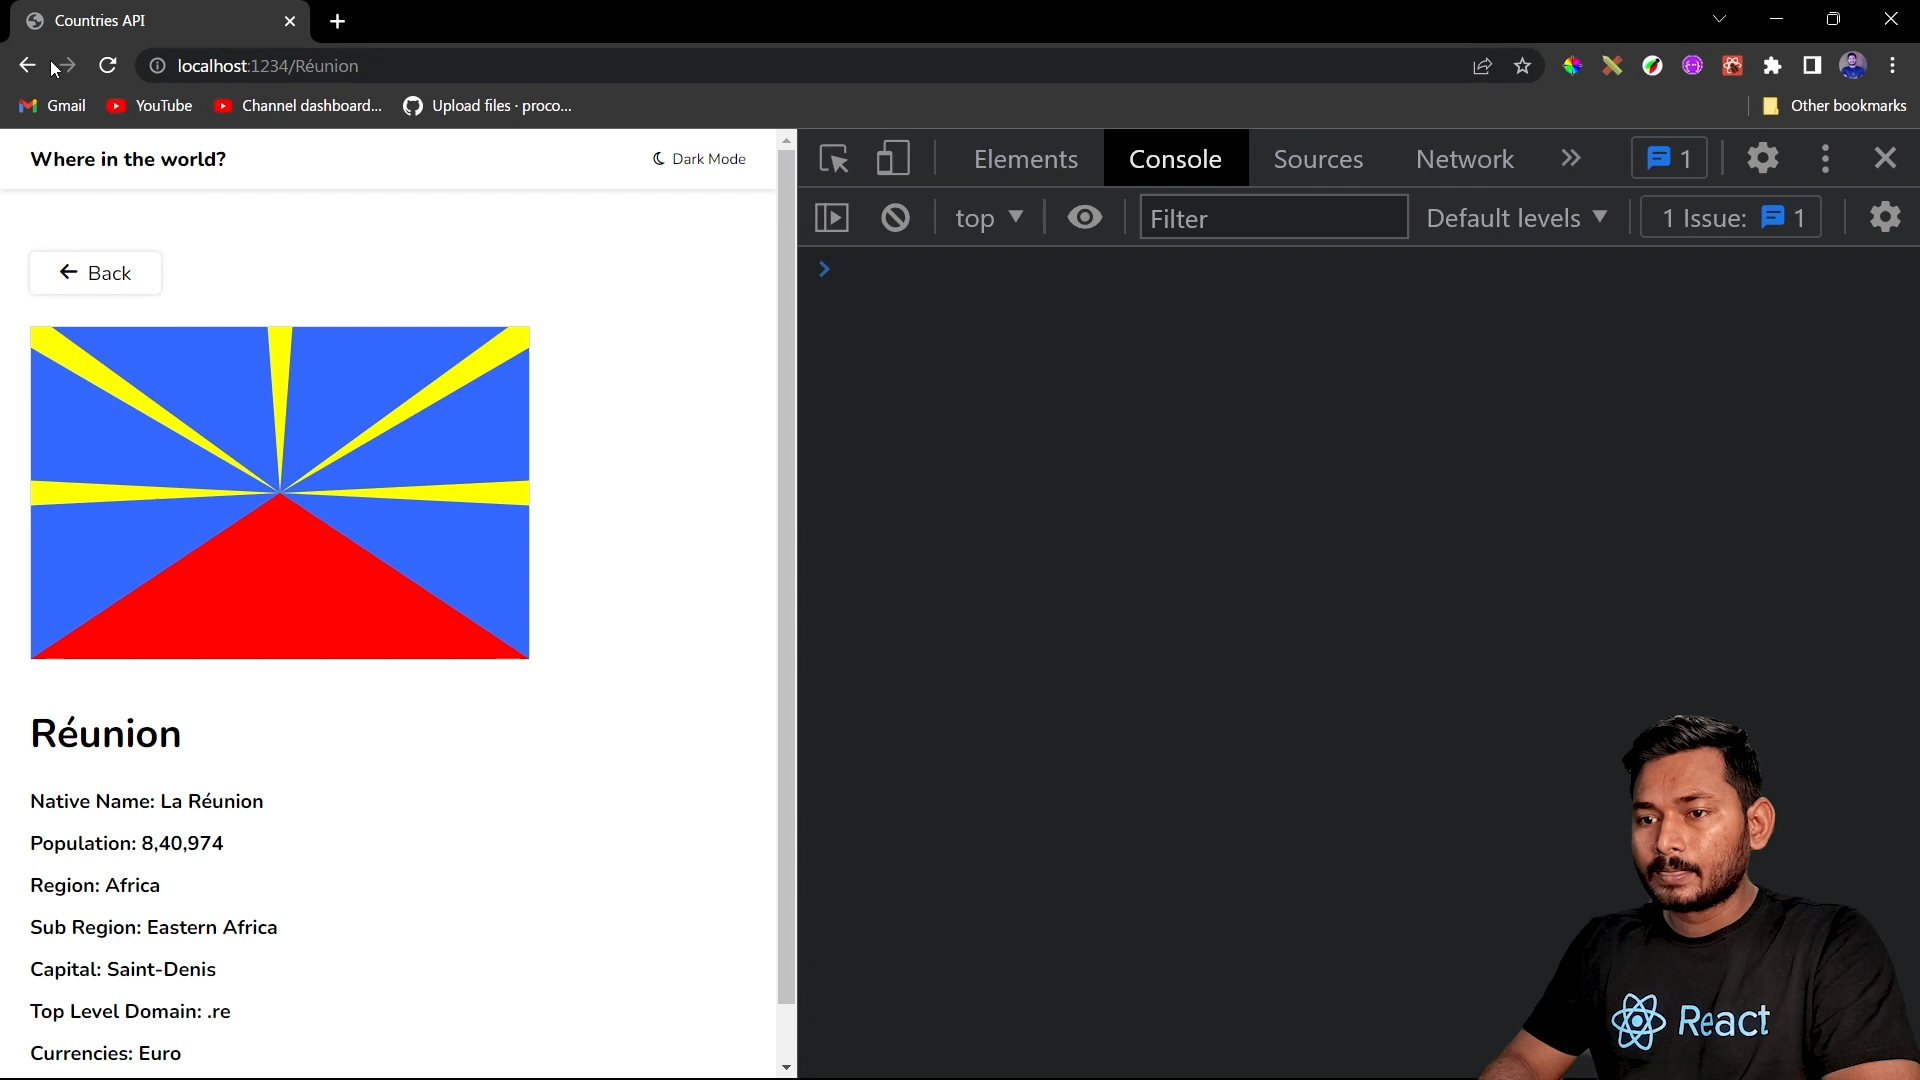 Countries API
localhost:1234/Réunion
Gmail
YouTube
Channel dashboard...
Upload files · proco...
Other bookmarks
Where in the world?
Dark Mode
Elements
Console
Sources
Network
1
top
Filter
Default levels
1 Issue:
1
Back
Réunion
Native Name: La Réunion
Population: 8,40,974
Region: Africa
Sub Region: Eastern Africa
Capital: Saint-Denis
Top Level Domain: .re
Currencies: Euro
React